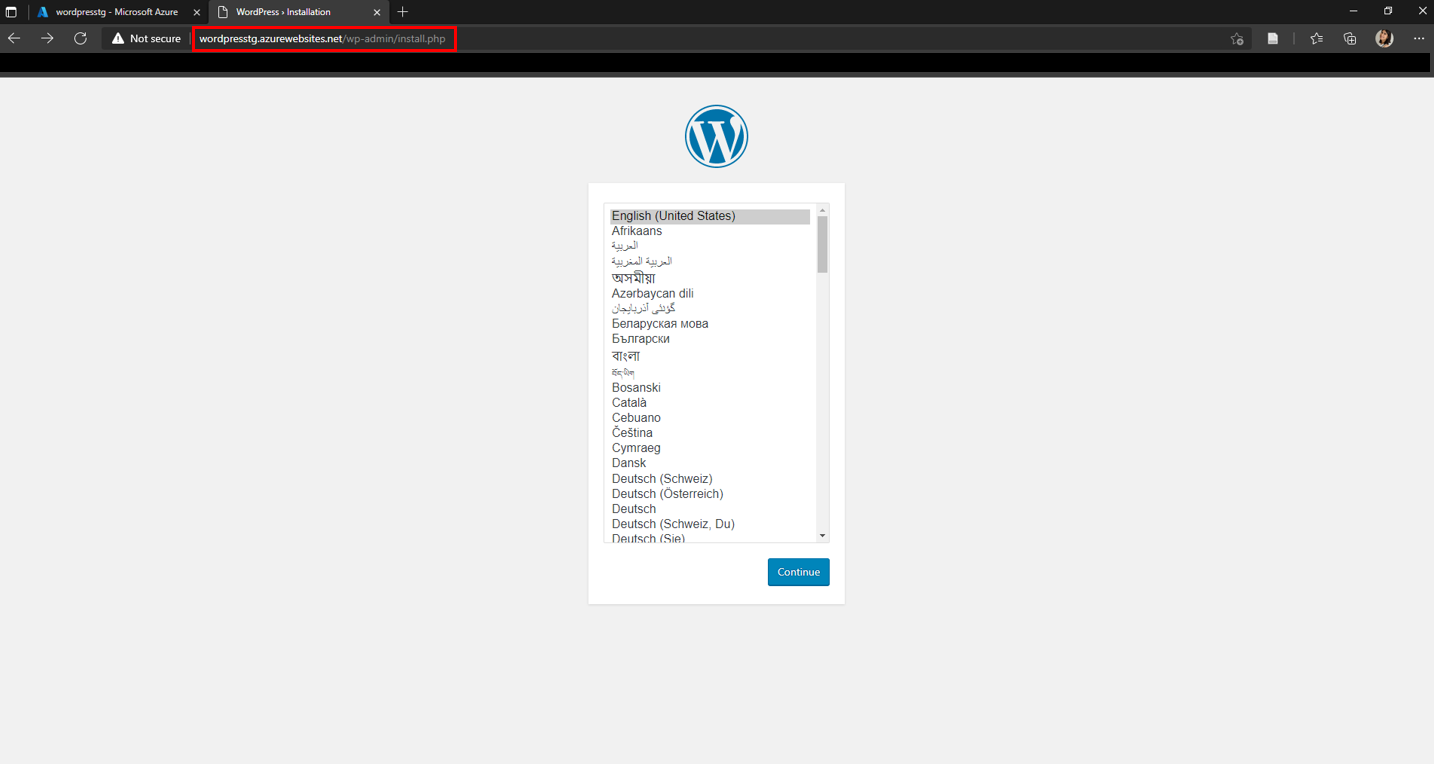 wordpresstg - Microsoft Azure
WordPress › Installation
Not secure
wordpresstg.azurewebsites.net/wp-admin/install.php
English (United States)
Afrikaans
العربية
العربية المغربية
অসমীয়া
Azərbaycan dili
گؤنئی آذربایجان
Беларуская мова
Български
বাংলা
བོད་ཡིག
Bosanski
Català
Cebuano
Čeština
Cymraeg
Dansk
Deutsch (Schweiz)
Deutsch (Österreich)
Deutsch
Deutsch (Schweiz, Du)
Deutsch (Sie)
Continue